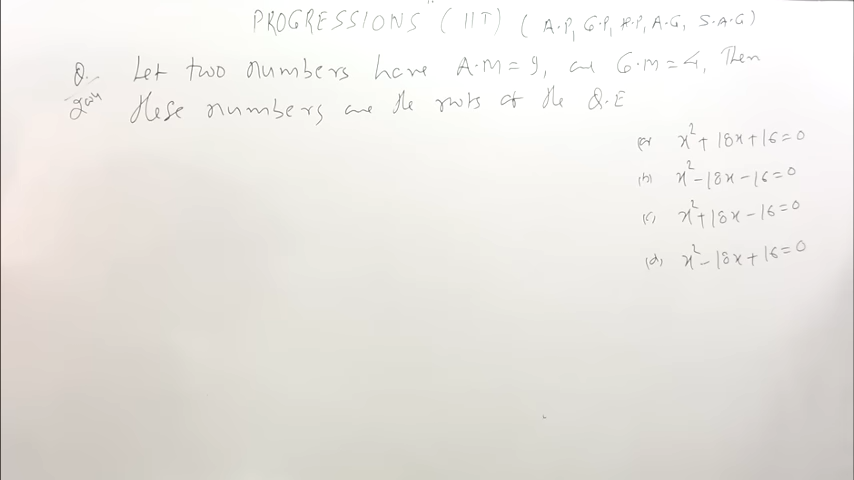 PROGRESSIONS" (IIT) (A.P, G.P, H.P, A.G, S.A.G)
Q. Let two numbers have A.M = 9, and G.M = 4, Then
2004 these numbers are the roots of the Q.E
(a) x² + 18x + 16 = 0
(b) x² - 18x - 16 = 0
(c) x² + 18x - 16 = 0
(d) x² - 18x + 16 = 0